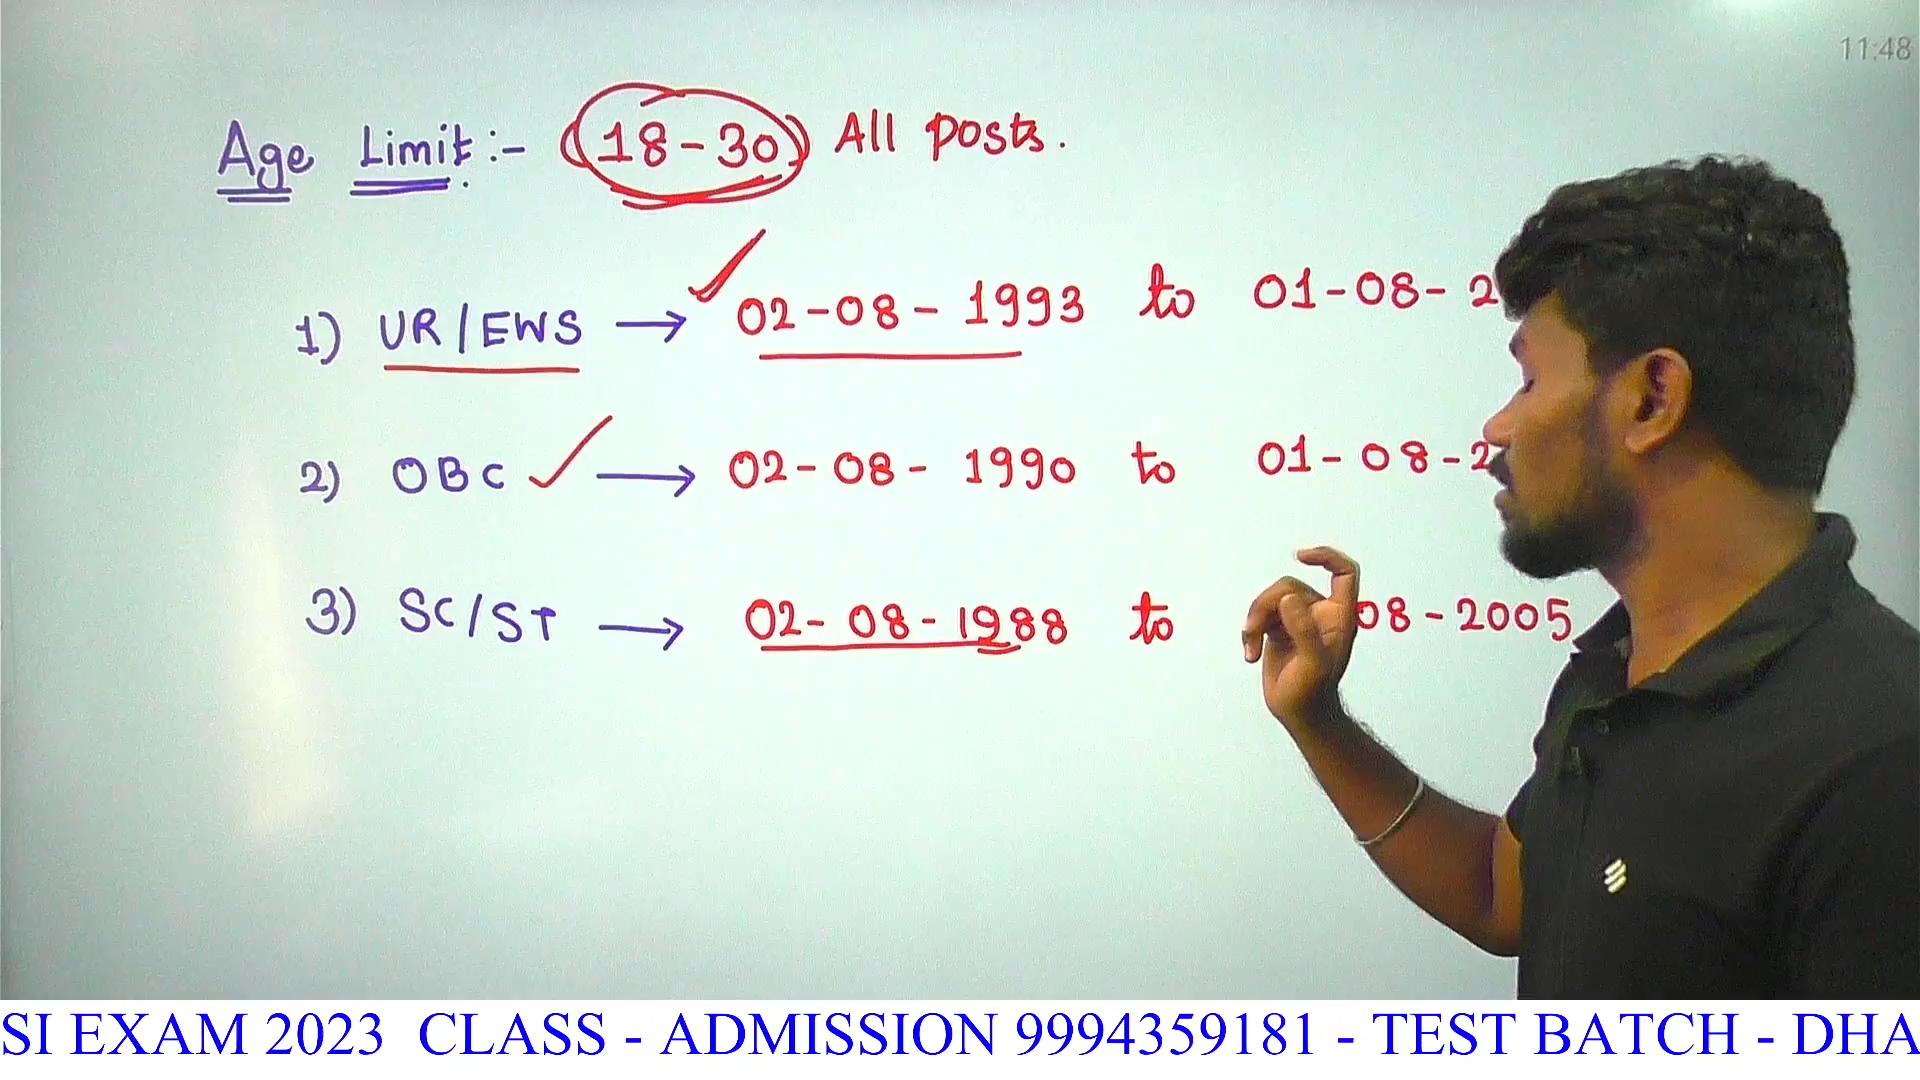 11:48
Age Limit :- (18-30) All posts.
1) UR/EWS → 02-08-1993 to 01-08-2
2) OBC → 02-08-1990 to 01-08-2
3) SC/ST → 02-08-1988 to 08-2005
SI EXAM 2023 CLASS - ADMISSION 9994359181 - TEST BATCH - DHA